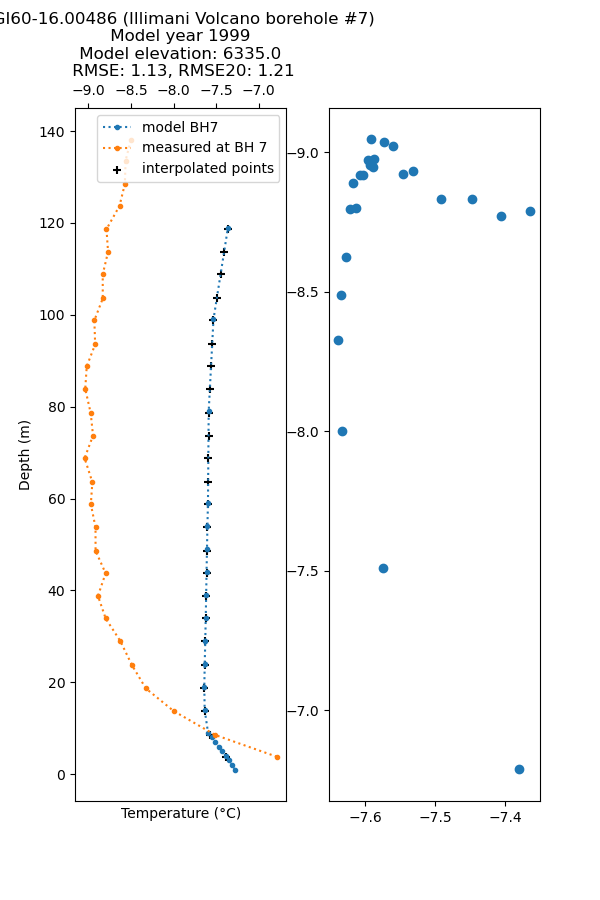 GI60-16.00486 (Illimani Volcano borehole #7)
Model year 1999
Model elevation: 6335.0
RMSE: 1.13, RMSE20: 1.21
−9.0 −8.5 −8.0 −7.5 −7.0
model BH7
measured at BH 7
interpolated points
140
120
100
80
60
40
20
0
Depth (m)
Temperature (°C)
−9.0
−8.5
−8.0
−7.5
−7.0
−7.6 −7.5 −7.4